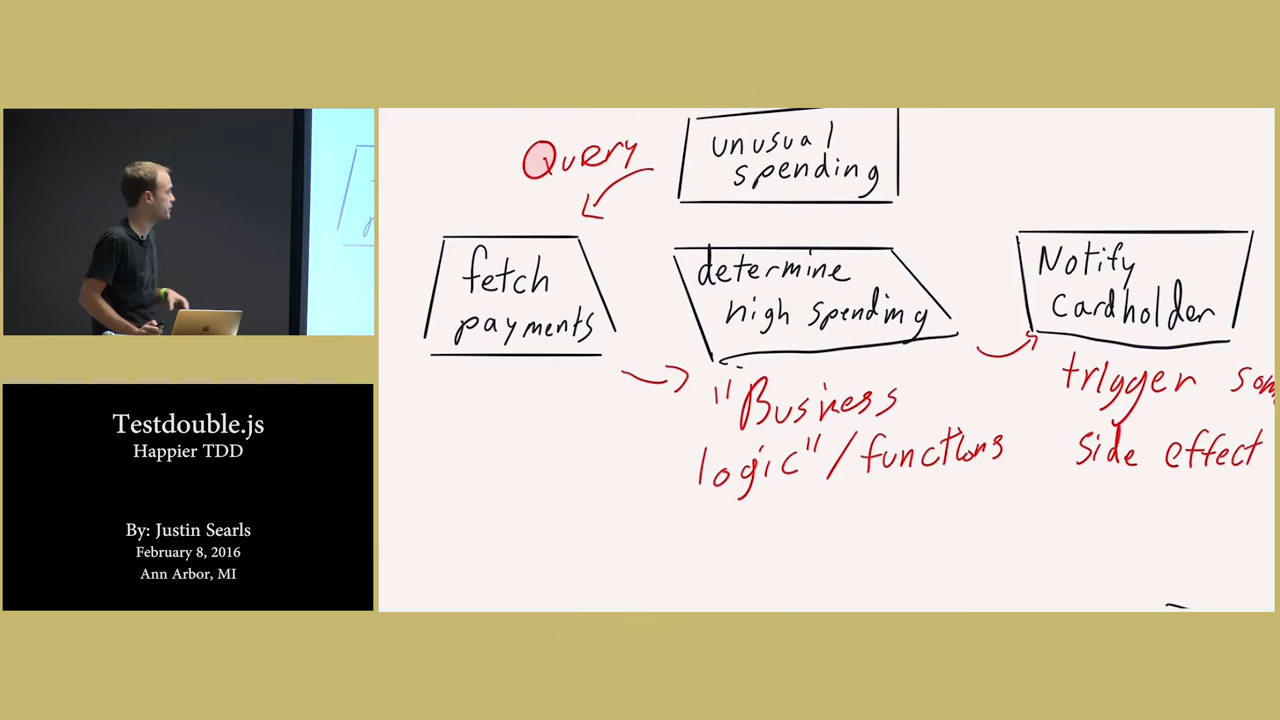 Query
unusual
spending
fetch
payments
determine
high spending
Notify
Cardholder
"Business
logic" / functions
trigger som
side effect
Testdouble.js
Happier TDD
By: Justin Searls
February 8, 2016
Ann Arbor, MI